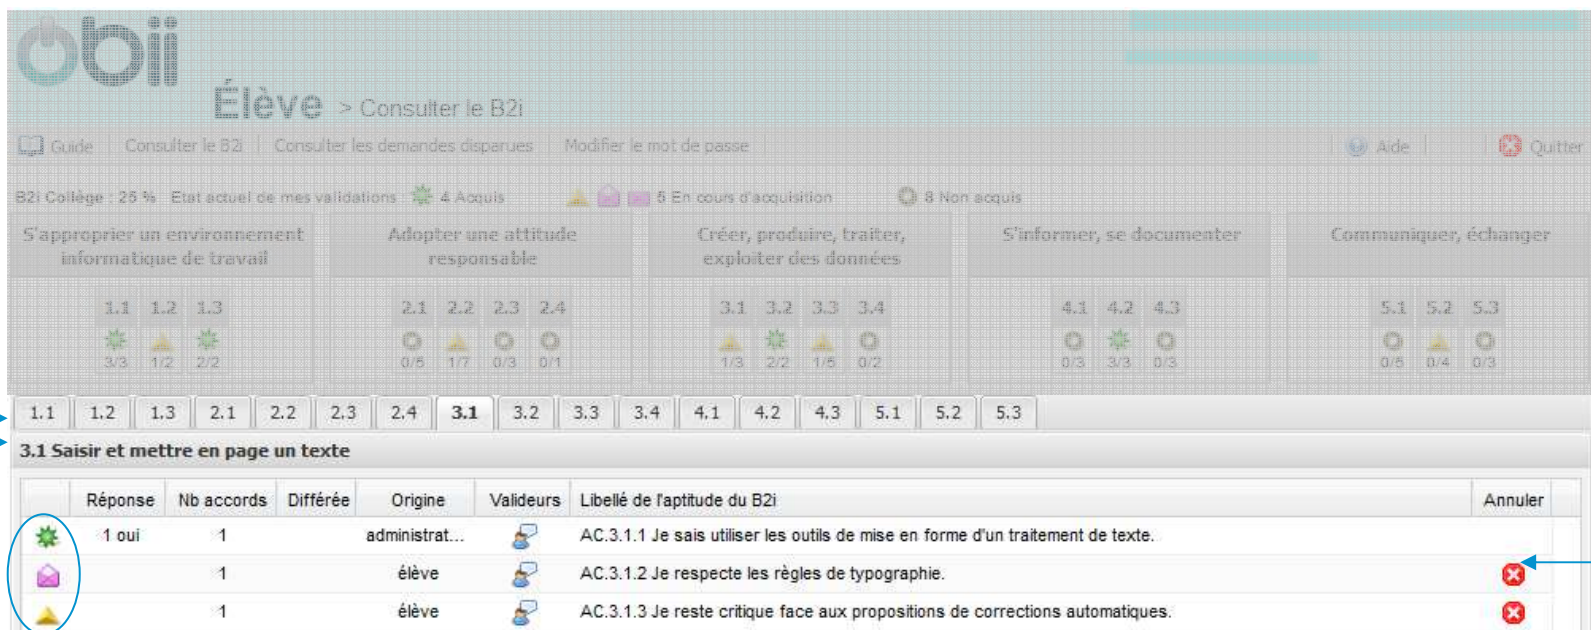 Obii
Élève > Consulter le B2i
Guide Consulter le B2i Consulter les demandes disparues Modifier le mot de passe Aide Quitter
B2i Collège : 25 % Etat actuel de mes validations : 4 Acquis 5 En cours d'acquisition 8 Non acquis
S'approprier un environnement informatique de travail
Adopter une attitude responsable
Créer, produire, traiter, exploiter des données
S'informer, se documenter
Communiquer, échanger
1.1 1.2 1.3 2.1 2.2 2.3 2.4 3.1 3.2 3.3 3.4 4.1 4.2 4.3 5.1 5.2 5.3
3/3 1/2 2/2 0/5 1/7 0/3 0/1 1/3 2/2 1/5 0/2 0/3 3/3 0/3 0/5 0/4 0/3
1.1 1.2 1.3 2.1 2.2 2.3 2.4 3.1 3.2 3.3 3.4 4.1 4.2 4.3 5.1 5.2 5.3
3.1 Saisir et mettre en page un texte
Réponse Nb accords Différée Origine Valideurs Libellé de l'aptitude du B2i Annuler
1 oui 1 administrat... AC.3.1.1 Je sais utiliser les outils de mise en forme d'un traitement de texte.
1 élève AC.3.1.2 Je respecte les règles de typographie.
1 élève AC.3.1.3 Je reste critique face aux propositions de corrections automatiques.